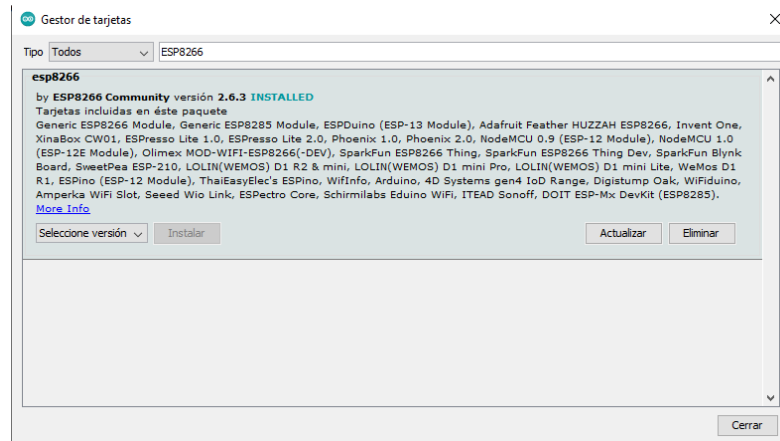 Gestor de tarjetas
Tipo Todos ESP8266
esp8266
by ESP8266 Community versión 2.6.3 INSTALLED
Tarjetas incluidas en éste paquete
Generic ESP8266 Module, Generic ESP8285 Module, ESPDuino (ESP-13 Module), Adafruit Feather HUZZAH ESP8266, Invent One,
XinaBox CW01, ESPresso Lite 1.0, ESPresso Lite 2.0, Phoenix 1.0, Phoenix 2.0, NodeMCU 0.9 (ESP-12 Module), NodeMCU 1.0
(ESP-12E Module), Olimex MOD-WIFI-ESP8266(-DEV), SparkFun ESP8266 Thing, SparkFun ESP8266 Thing Dev, SparkFun Blynk
Board, SweetPea ESP-210, LOLIN(WEMOS) D1 R2 & mini, LOLIN(WEMOS) D1 mini Pro, LOLIN(WEMOS) D1 mini Lite, WeMos D1
R1, ESPino (ESP-12 Module), ThaiEasyElec's ESPino, WifInfo, Arduino, 4D Systems gen4 IoD Range, Digistump Oak, WiFiduino,
Amperka WiFi Slot, Seeed Wio Link, ESPectro Core, Schirmilabs Eduino WiFi, ITEAD Sonoff, DOIT ESP-Mx DevKit (ESP8285).
More Info
Seleccione versión Instalar Actualizar Eliminar
Cerrar